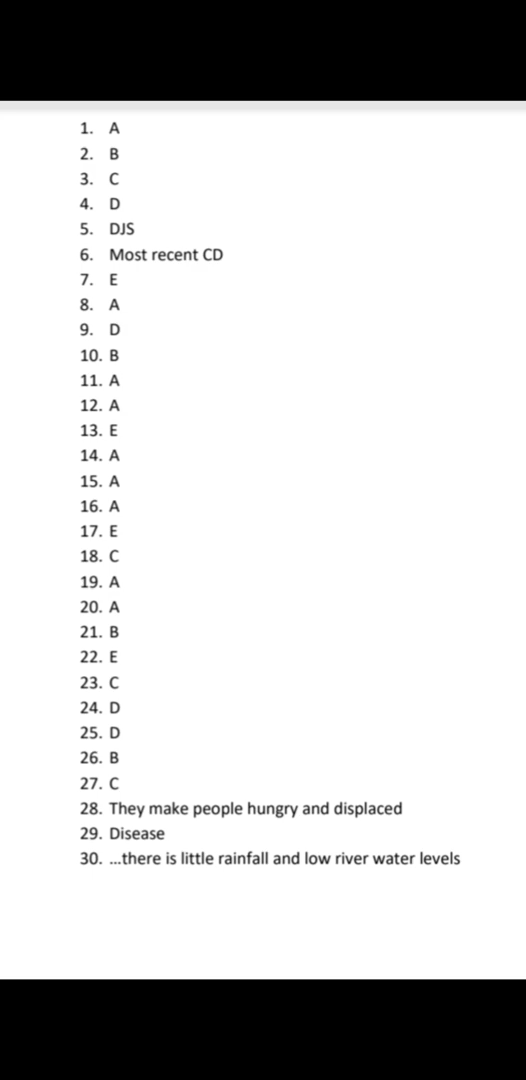 1. A
2. B
3. C
4. D
5. DJS
6. Most recent CD
7. E
8. A
9. D
10. B
11. A
12. A
13. E
14. A
15. A
16. A
17. E
18. C
19. A
20. A
21. B
22. E
23. C
24. D
25. D
26. B
27. C
28. They make people hungry and displaced
29. Disease
30. ...there is little rainfall and low river water levels